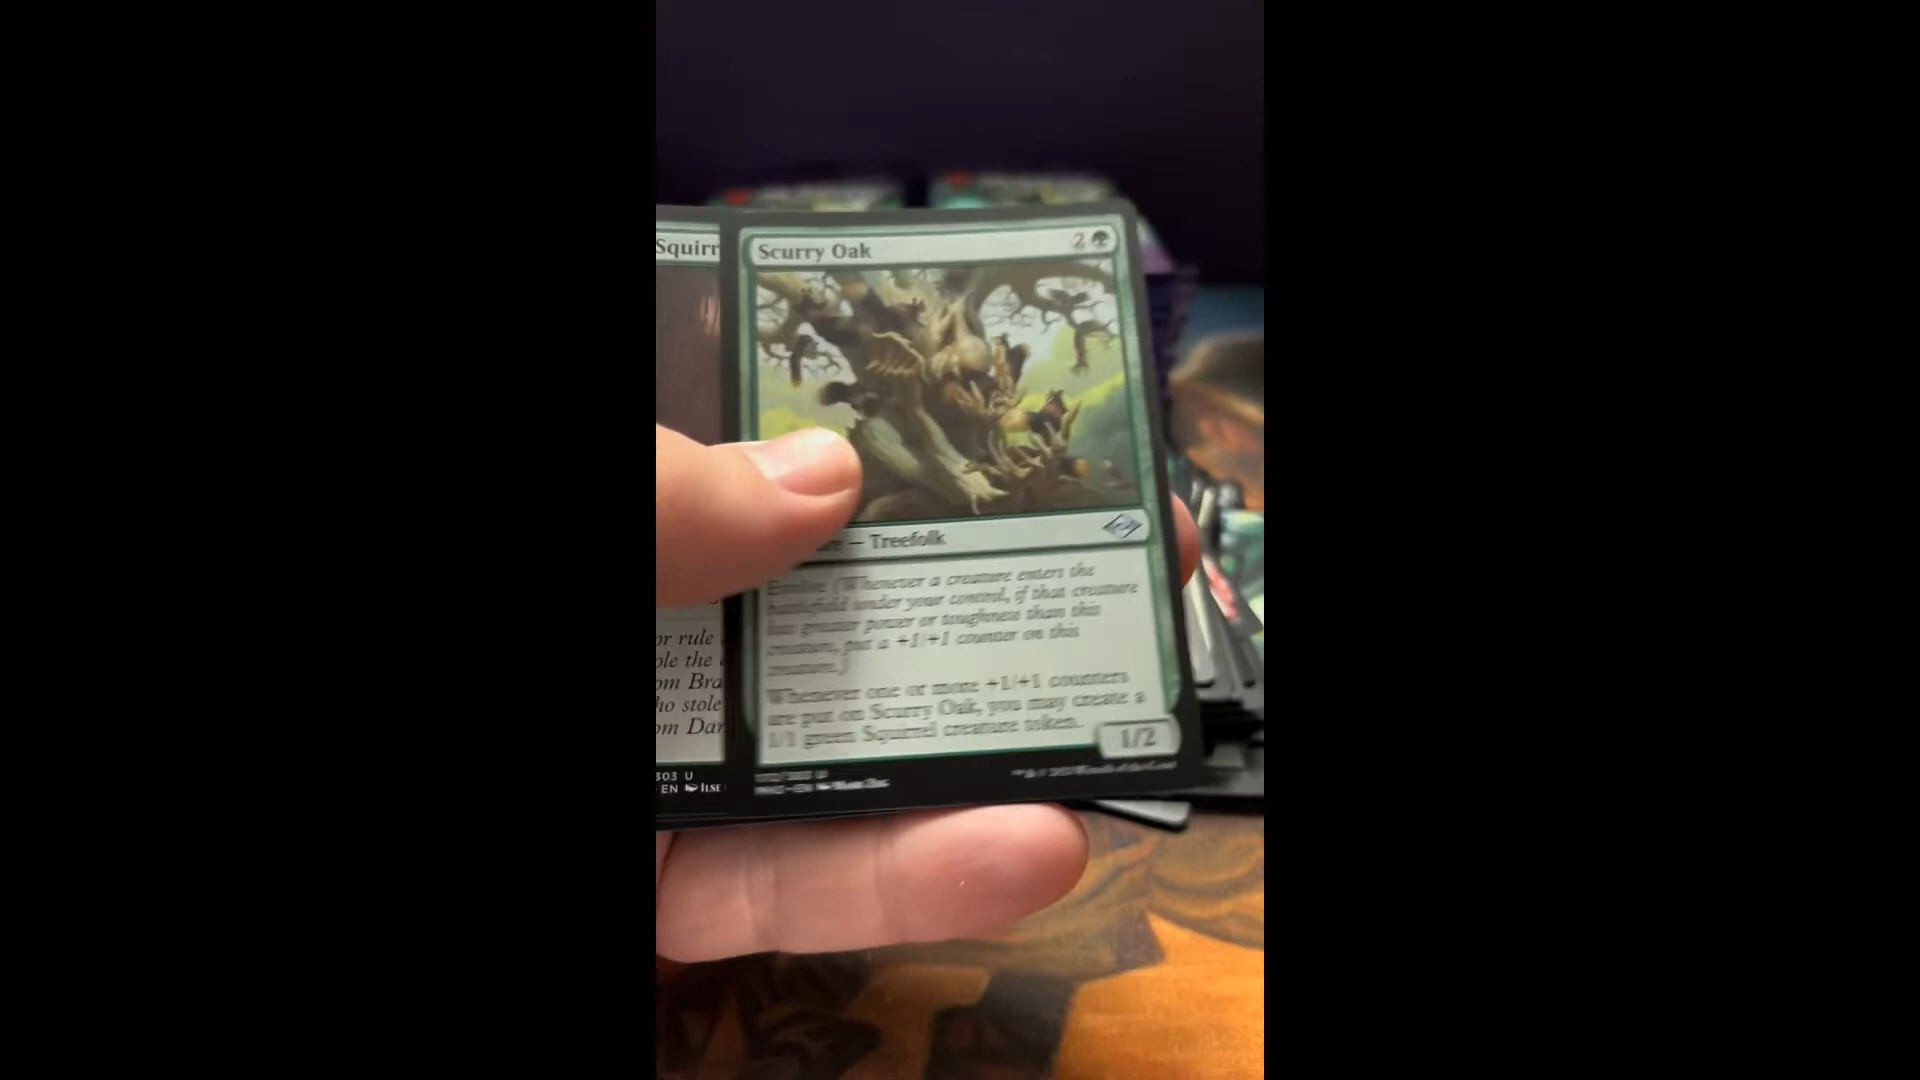 Squirr
or rule
ole the
om Bra
ho stole
om Dar
303 U
EN ILSE
Scurry Oak
2
Treefolk
Evolve (Whenever a creature enters the
battlefield under your control, if that creature
has greater power or toughness than this
creature, put a +1/+1 counter on this
creature.)
Whenever one or more +1/+1 counters
are put on Scurry Oak, you may create a
1/1 green Squirrel creature token.
1/2